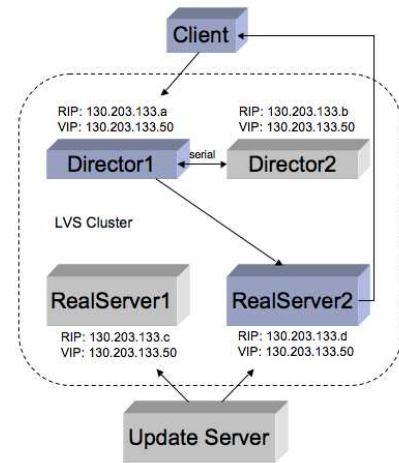 Client
RIP: 130.203.133.a
VIP: 130.203.133.50
RIP: 130.203.133.b
VIP: 130.203.133.50
Director1
serial
Director2
LVS Cluster
RealServer1
RealServer2
RIP: 130.203.133.c
VIP: 130.203.133.50
RIP: 130.203.133.d
VIP: 130.203.133.50
Update Server